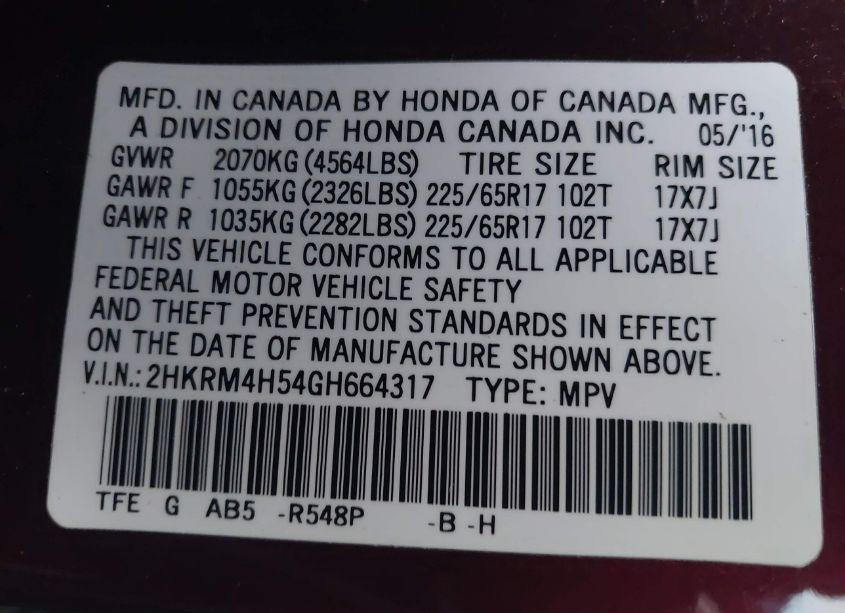 MFD. IN CANADA BY HONDA OF CANADA MFG.,
A DIVISION OF HONDA CANADA INC. 05/'16
GVWR 2070KG (4564LBS) TIRE SIZE RIM SIZE
GAWR F 1055KG (2326LBS) 225/65R17 102T 17X7J
GAWR R 1035KG (2282LBS) 225/65R17 102T 17X7J
THIS VEHICLE CONFORMS TO ALL APPLICABLE
FEDERAL MOTOR VEHICLE SAFETY
AND THEFT PREVENTION STANDARDS IN EFFECT
ON THE DATE OF MANUFACTURE SHOWN ABOVE.
V.I.N.: 2HKRM4H54GH664317 TYPE: MPV
TFE G AB5 -R548P -B -H